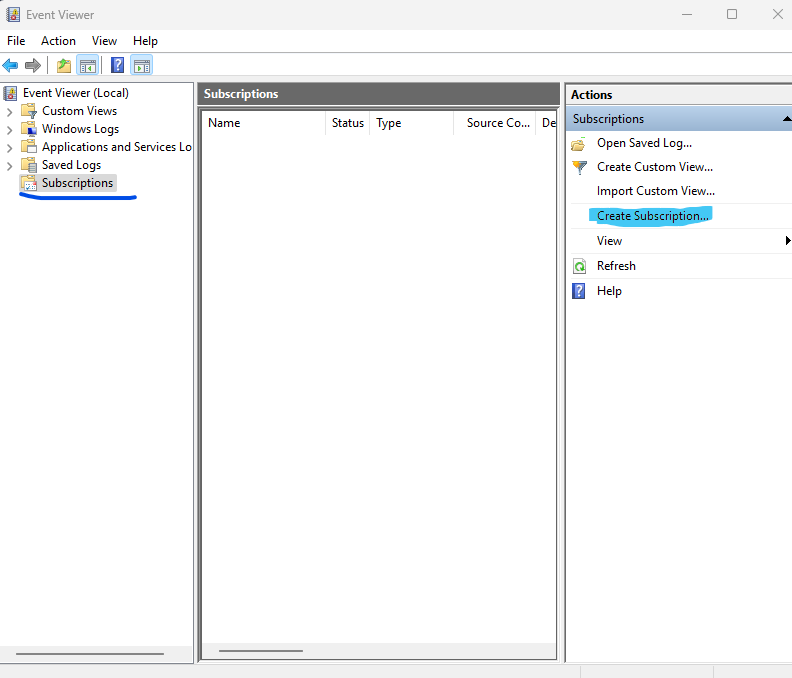 Event Viewer
File Action View Help
Event Viewer (Local)
Custom Views
Windows Logs
Applications and Services Lo
Saved Logs
Subscriptions
Subscriptions
Name Status Type Source Co... De
Actions
Subscriptions
Open Saved Log...
Create Custom View...
Import Custom View...
Create Subscription...
View
Refresh
Help